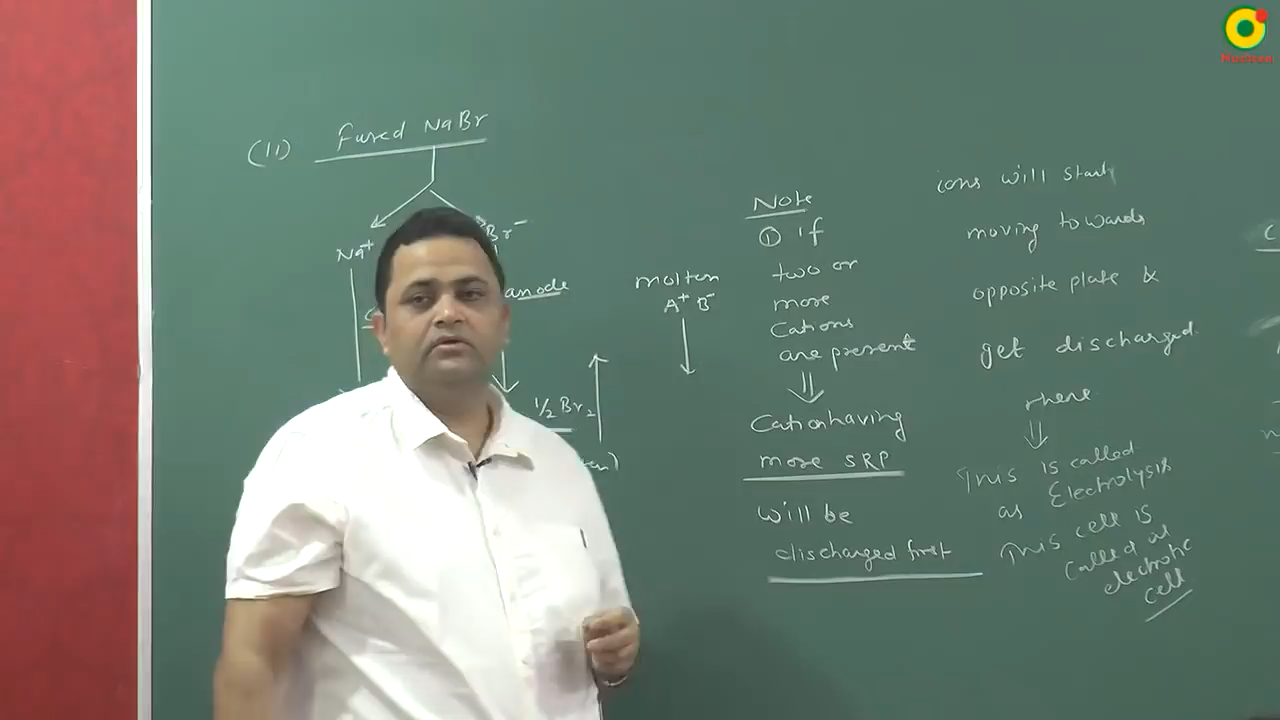 (11) Fused NaBr
Na⁺
Br⁻
anode
½ Br₂
molten
A⁺ B⁻
Note
① if
two or
more
Cations
are present
⇓
Cation having
more SRP
will be
discharged first
ions will start
moving towards
opposite plate &
get discharged
there
⇓
This is called
as Electrolysis
This cell is
called as
electrolytic
cell